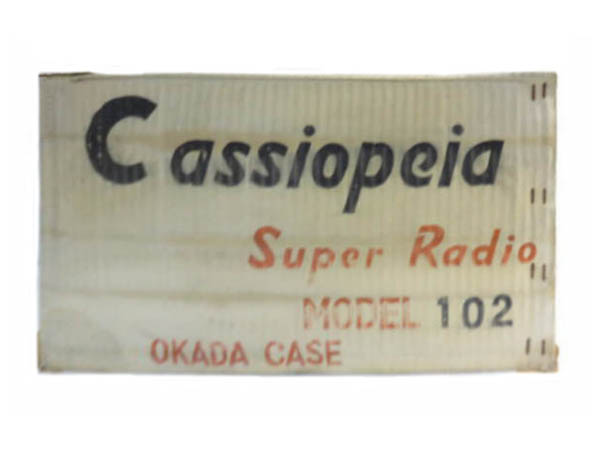 Cassiopeia
Super Radio
MODEL 102
OKADA CASE